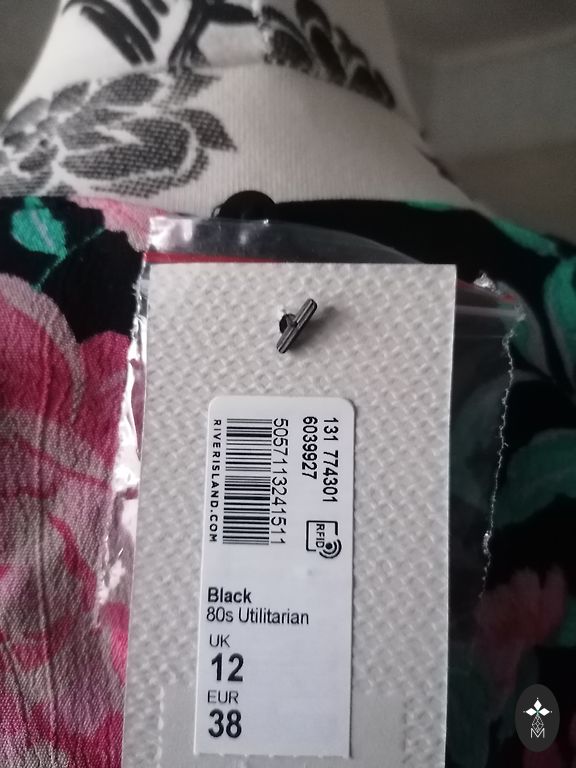 131 774301
6039927
5057113241511
RIVERISLAND.COM
RFID
Black
80s Utilitarian
UK
12
EUR
38
M